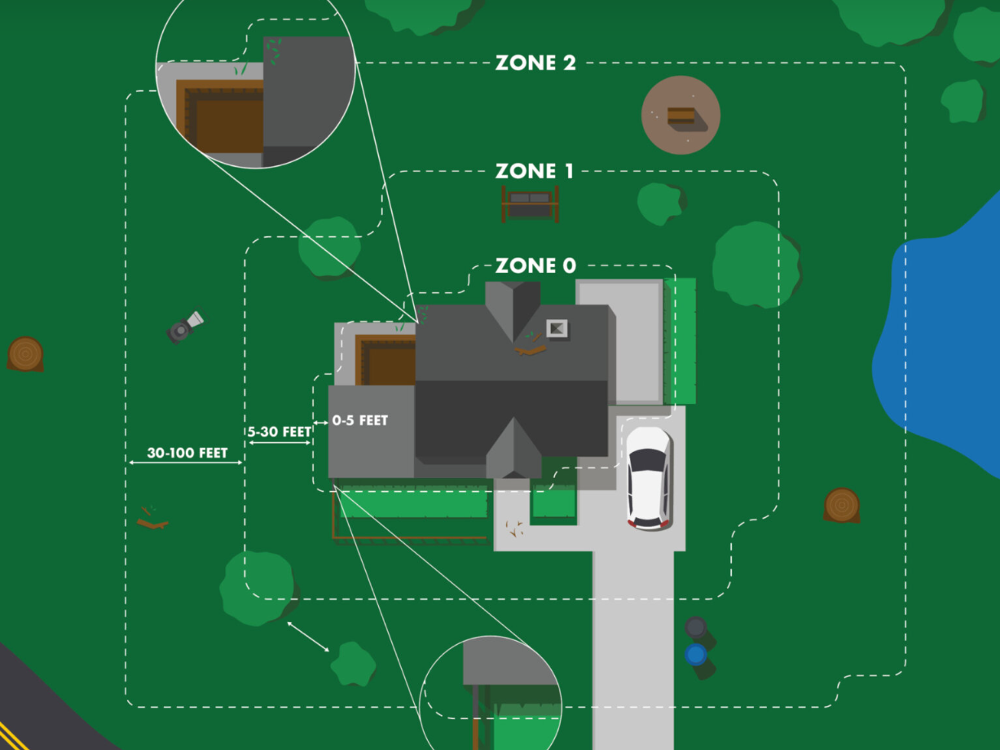 ZONE 2
ZONE 1
ZONE 0
0-5 FEET
5-30 FEET
30-100 FEET